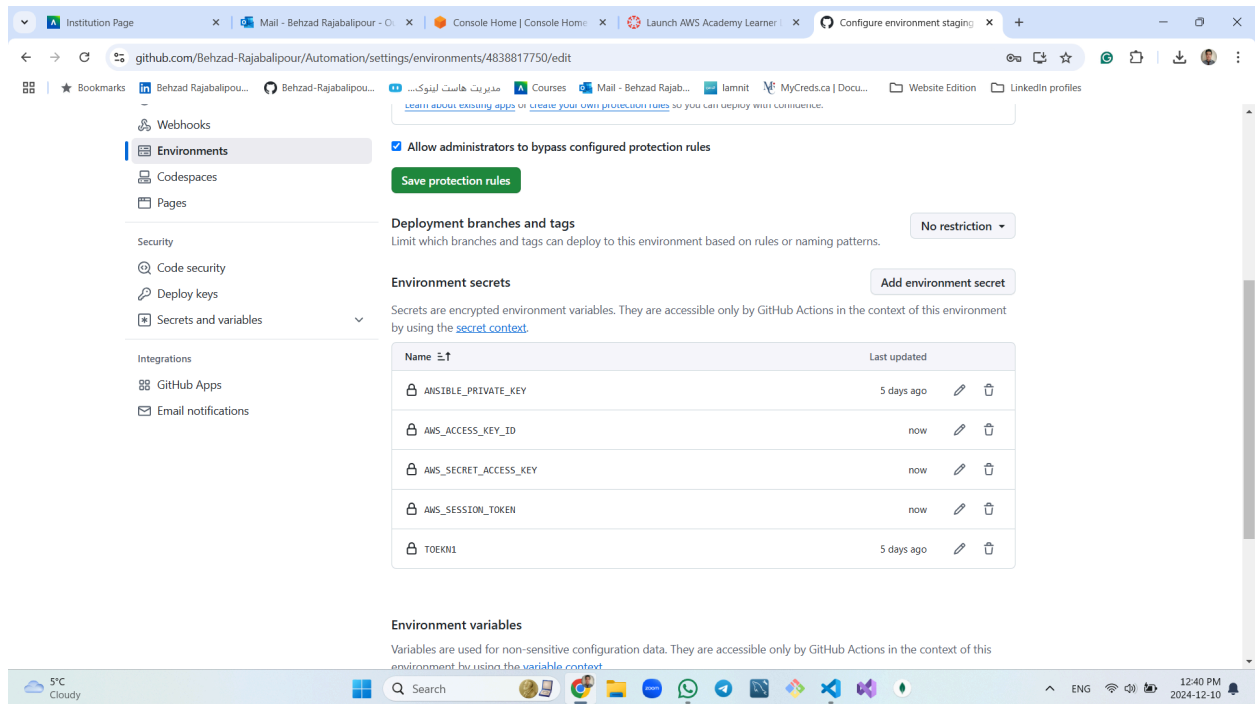 Institution Page
Mail - Behzad Rajabalipour - O
Console Home | Console Home
Launch AWS Academy Learner
Configure environment staging
github.com/Behzad-Rajabalipour/Automation/settings/environments/4838817750/edit
Bookmarks
Behzad Rajabalipou...
Behzad-Rajabalipou...
مدیریت هاست لینوک...
Courses
Mail - Behzad Rajab...
Iamnit
MyCreds.ca | Docu...
Website Edition
LinkedIn profiles
Learn about existing apps or create your own protection rules so you can deploy with confidence.
Webhooks
Environments
Codespaces
Pages
Security
Code security
Deploy keys
Secrets and variables
Integrations
GitHub Apps
Email notifications
Allow administrators to bypass configured protection rules
Save protection rules
Deployment branches and tags
No restriction
Limit which branches and tags can deploy to this environment based on rules or naming patterns.
Environment secrets
Add environment secret
Secrets are encrypted environment variables. They are accessible only by GitHub Actions in the context of this environment
by using the secret context.
Name Last updated
ANSIBLE_PRIVATE_KEY 5 days ago
AWS_ACCESS_KEY_ID now
AWS_SECRET_ACCESS_KEY now
AWS_SESSION_TOKEN now
TOEKN1 5 days ago
Environment variables
Variables are used for non-sensitive configuration data. They are accessible only by GitHub Actions in the context of this
environment by using the variable context.
5°C
Cloudy
Search
zoom
ENG
12:40 PM
2024-12-10